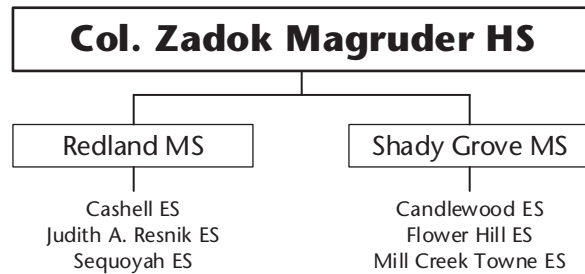 Col. Zadok Magruder HS
Redland MS
Shady Grove MS
Cashell ES
Judith A. Resnik ES
Sequoyah ES
Candlewood ES
Flower Hill ES
Mill Creek Towne ES